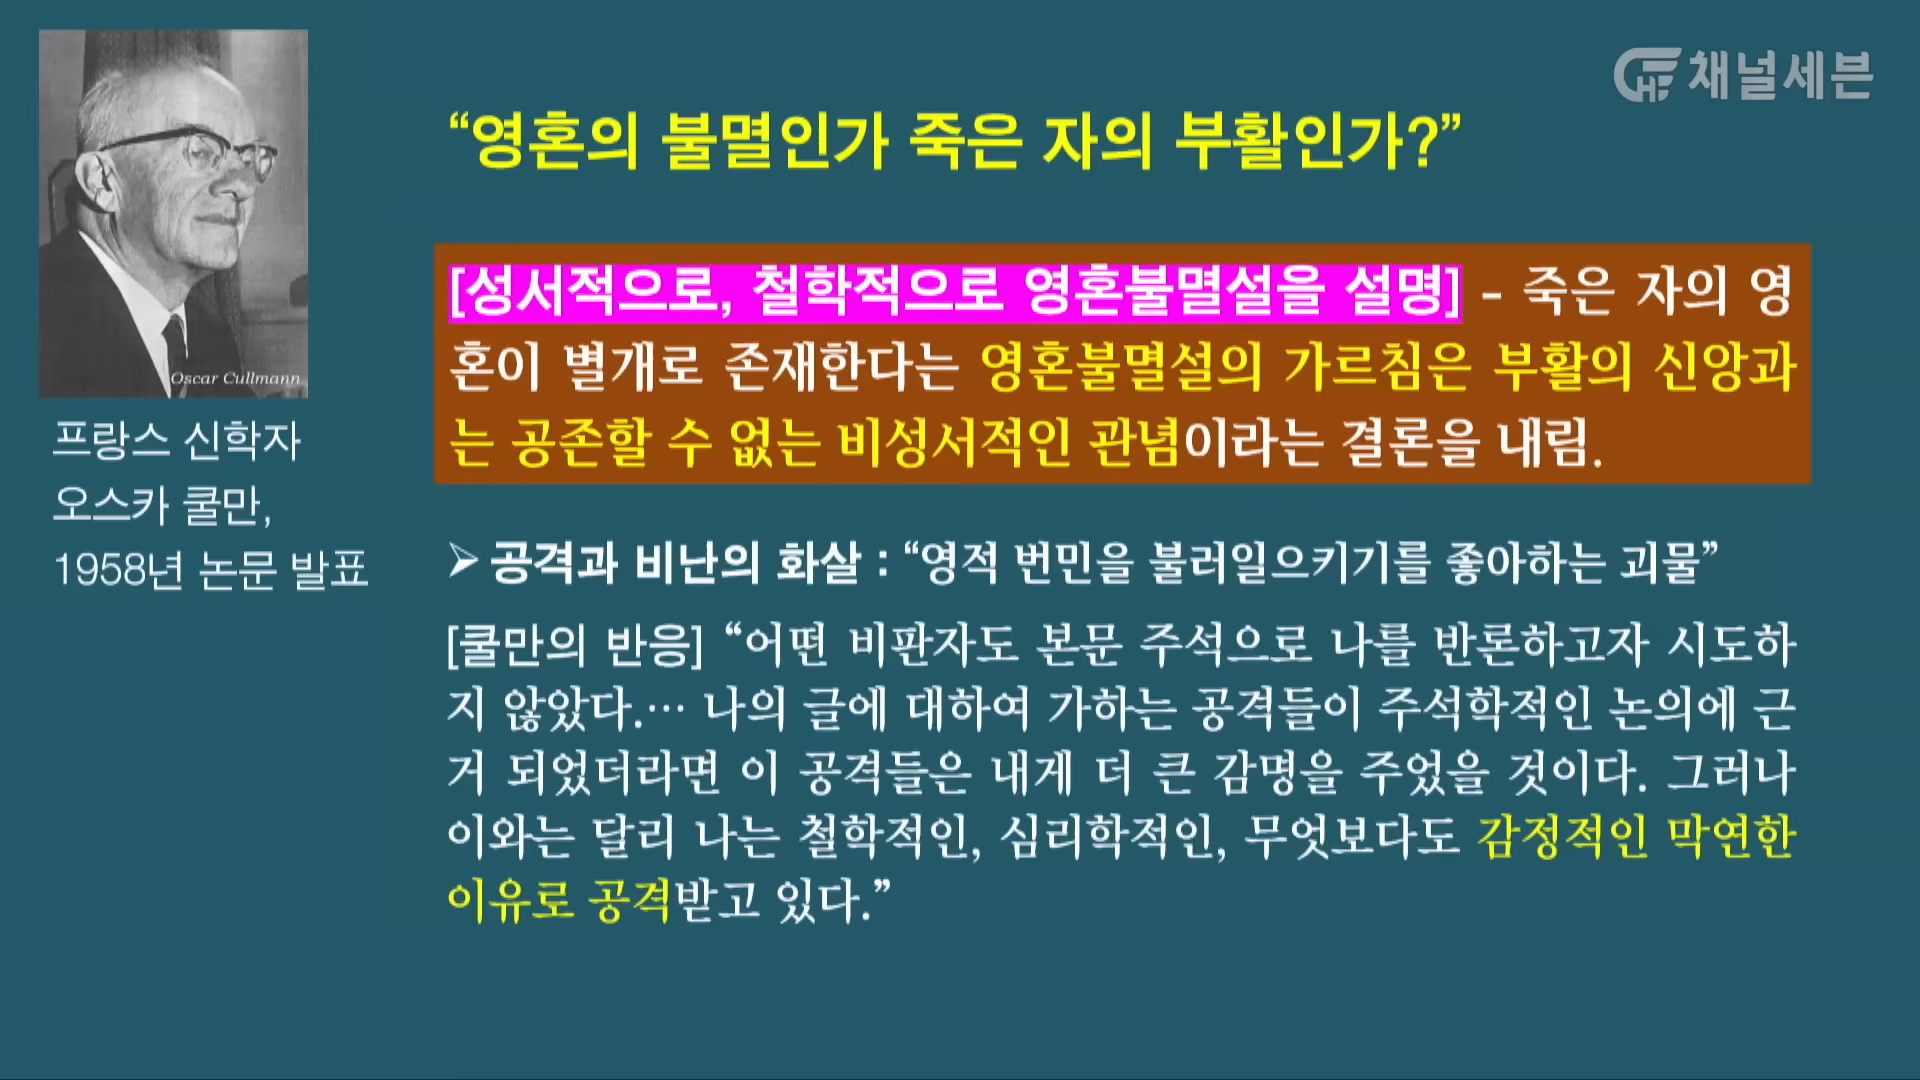 채널세븐
“영혼의 불멸인가 죽은 자의 부활인가?”
Oscar Cullmann
프랑스 신학자
오스카 쿨만,
1958년 논문 발표
[성서적으로, 철학적으로 영혼불멸설을 설명] – 죽은 자의 영
혼이 별개로 존재한다는 영혼불멸설의 가르침은 부활의 신앙과
는 공존할 수 없는 비성서적인 관념이라는 결론을 내림.
➢ 공격과 비난의 화살 : “영적 번민을 불러일으키기를 좋아하는 괴물”
[쿨만의 반응] “어떤 비판자도 본문 주석으로 나를 반론하고자 시도하
지 않았다.… 나의 글에 대하여 가하는 공격들이 주석학적인 논의에 근
거 되었더라면 이 공격들은 내게 더 큰 감명을 주었을 것이다. 그러나
이와는 달리 나는 철학적인, 심리학적인, 무엇보다도 감정적인 막연한
이유로 공격받고 있다.”